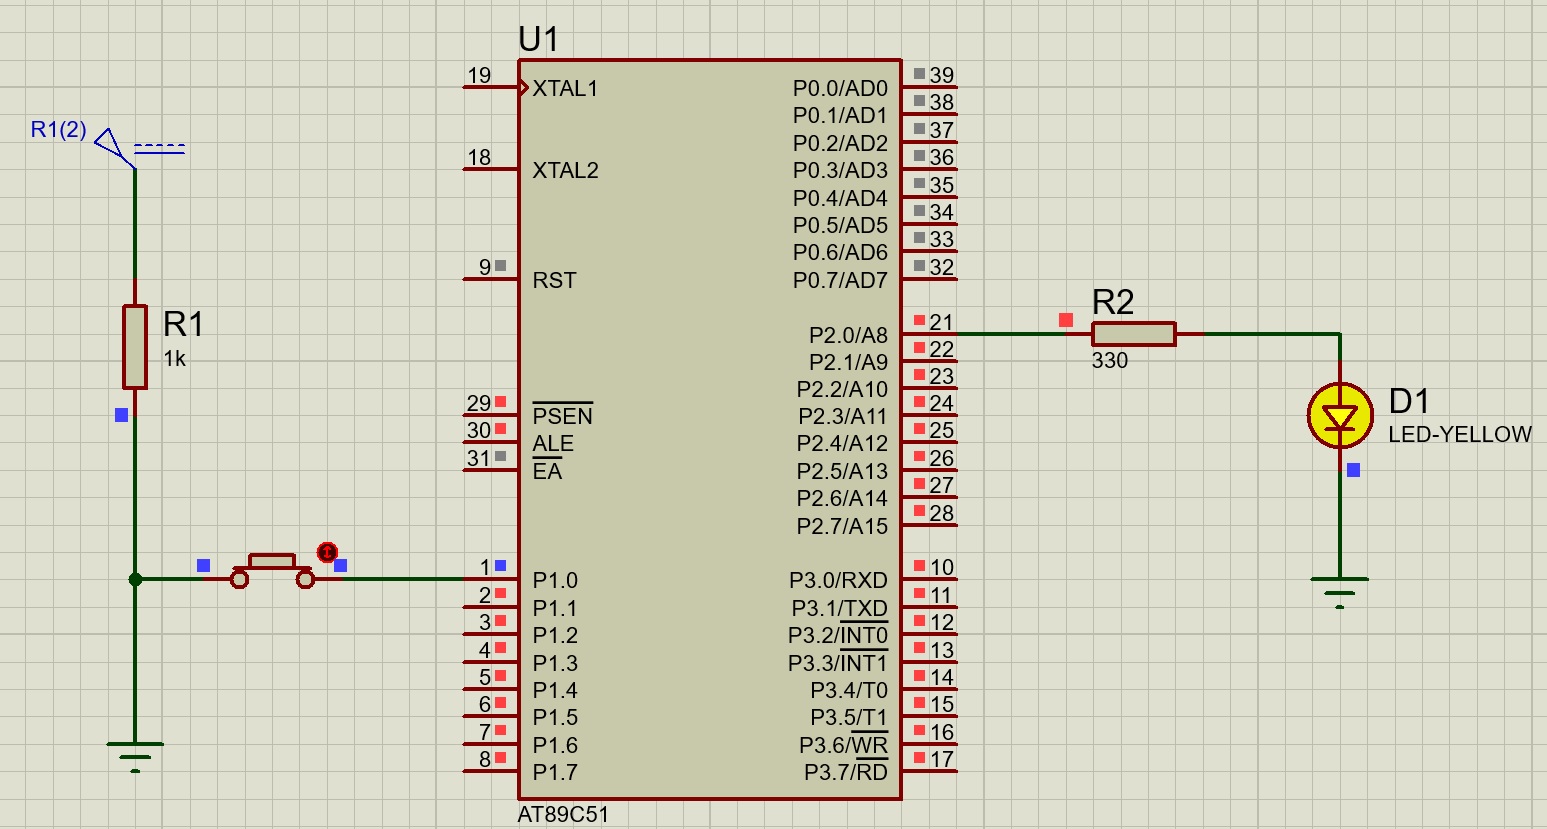 U1
19
XTAL1
18
XTAL2
9
RST
29
PSEN
30
ALE
31
EA
1
P1.0
2
P1.1
3
P1.2
4
P1.3
5
P1.4
6
P1.5
7
P1.6
8
P1.7
P0.0/AD0
39
P0.1/AD1
38
P0.2/AD2
37
P0.3/AD3
36
P0.4/AD4
35
P0.5/AD5
34
P0.6/AD6
33
P0.7/AD7
32
P2.0/A8
21
P2.1/A9
22
P2.2/A10
23
P2.3/A11
24
P2.4/A12
25
P2.5/A13
26
P2.6/A14
27
P2.7/A15
28
P3.0/RXD
10
P3.1/TXD
11
P3.2/INT0
12
P3.3/INT1
13
P3.4/T0
14
P3.5/T1
15
P3.6/WR
16
P3.7/RD
17
AT89C51
R1(2)
R1
1k
R2
330
D1
LED-YELLOW